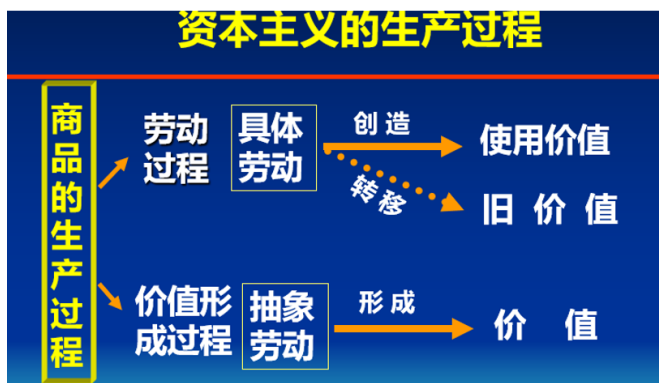 资本主义的生产过程
商品的生产过程
劳动
过程
具体
劳动
创造
使用价值
转移
旧价值
价值形
成过程
抽象
劳动
形成
价值